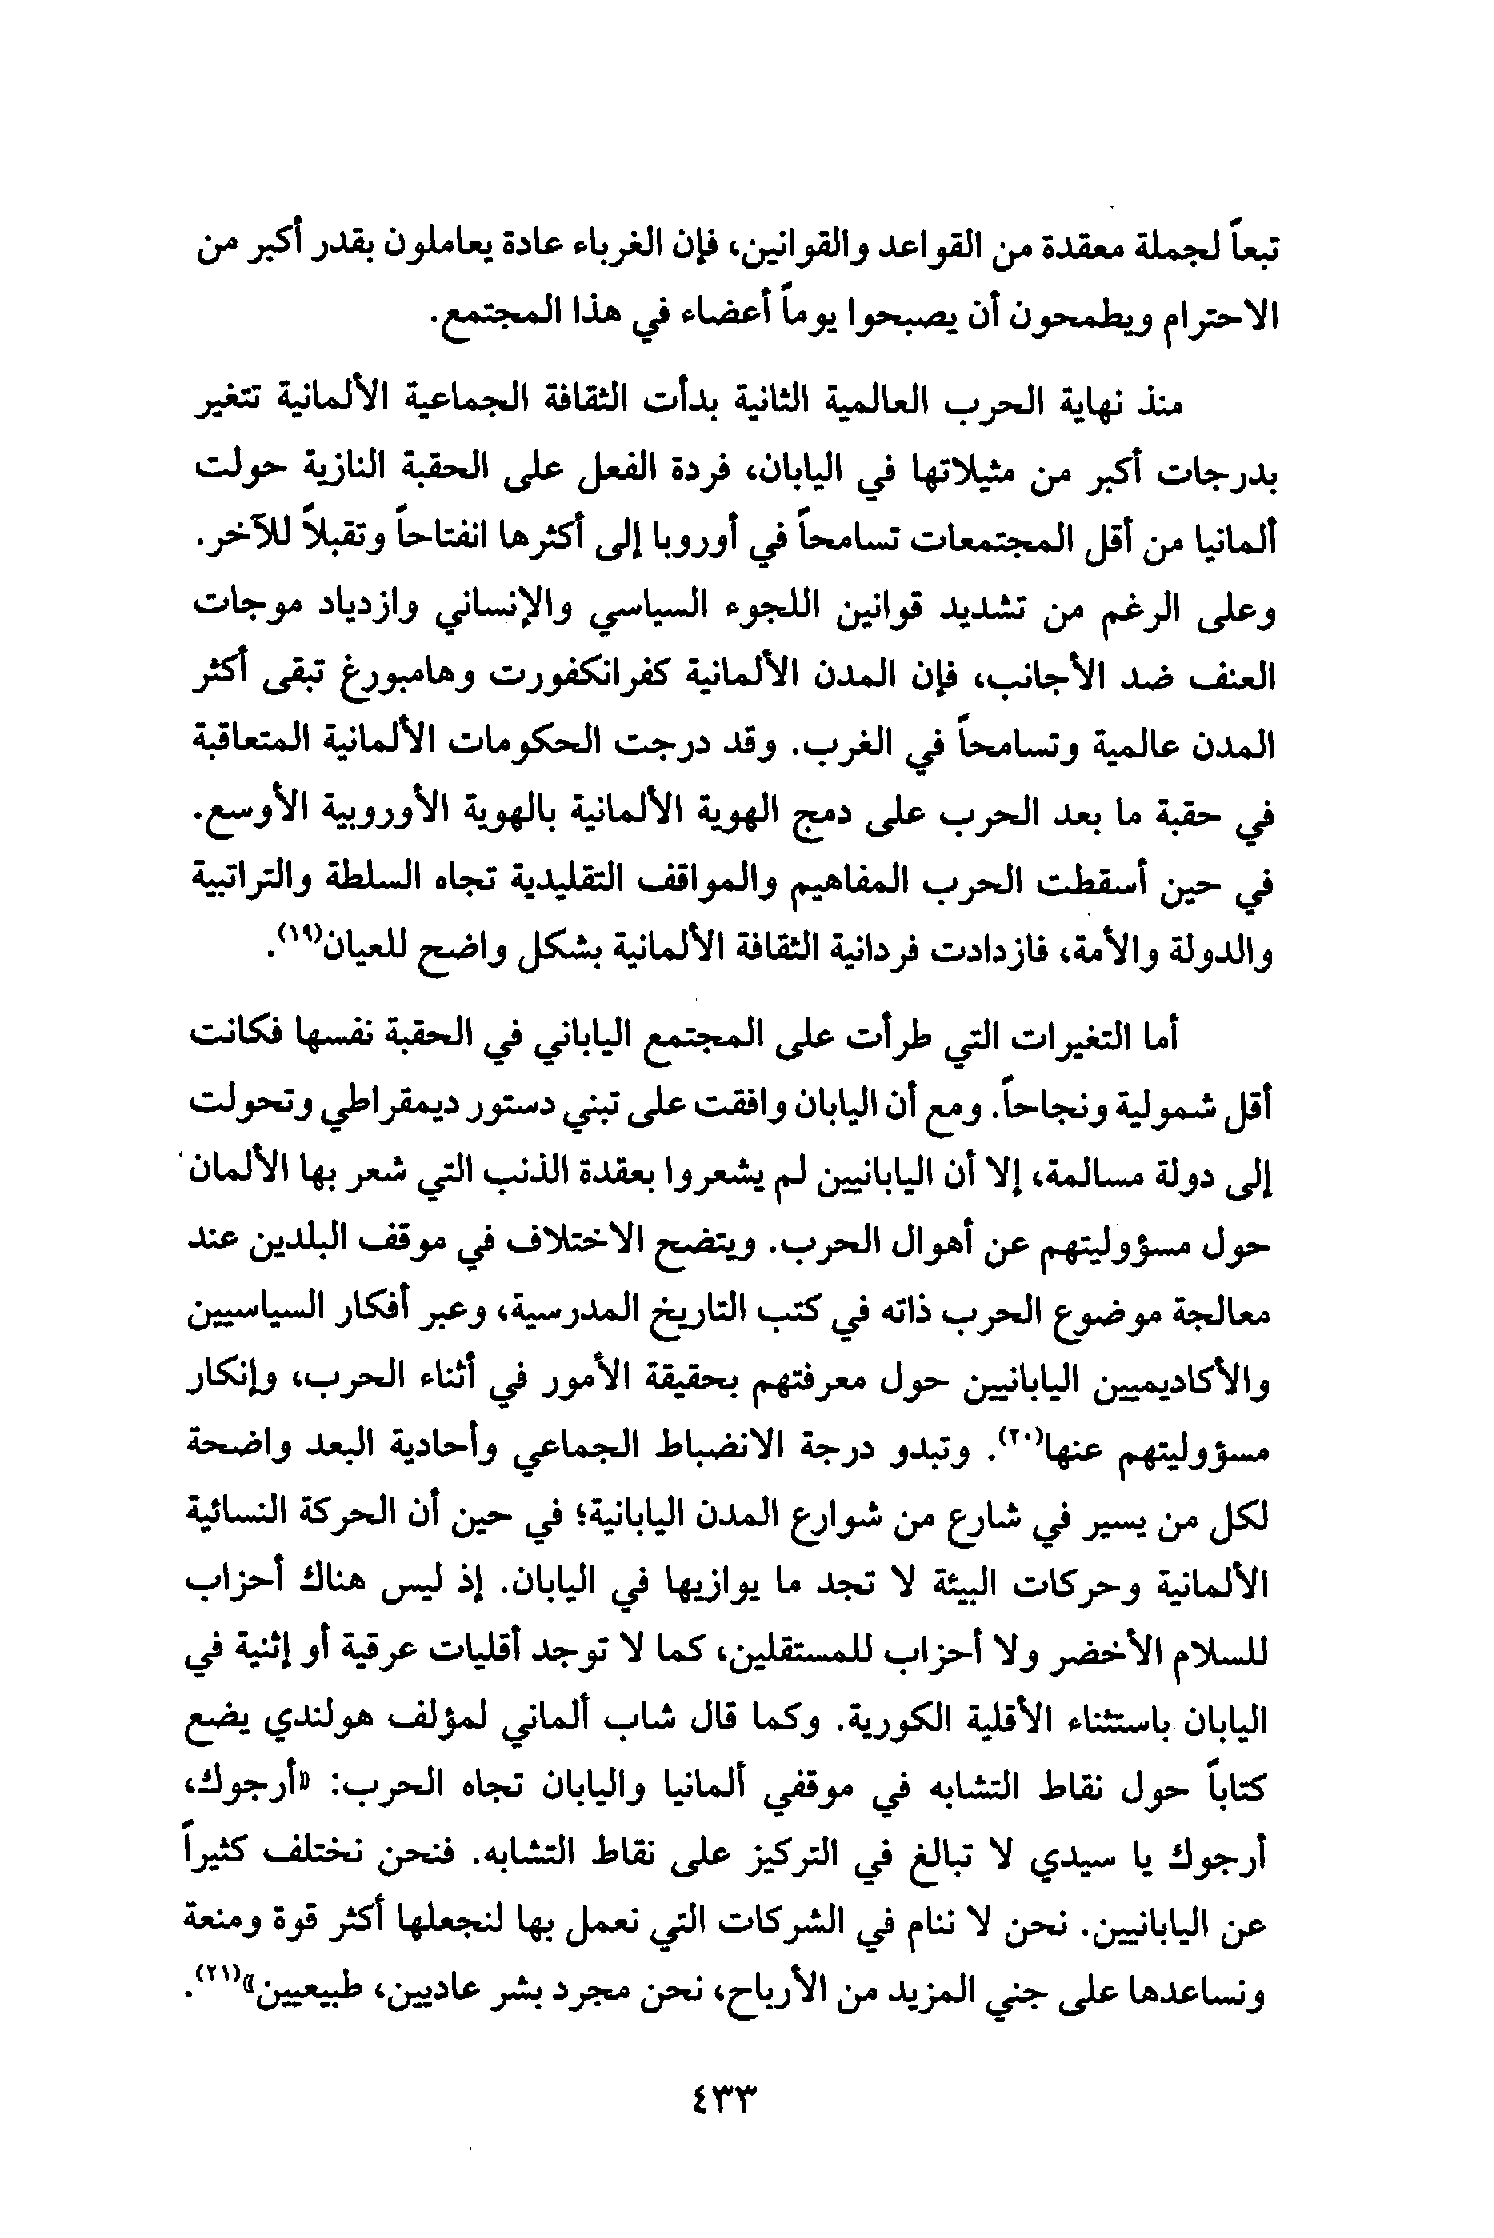 تبعاً لجملة معقدة من القواعد والقوانين، فإن الغرباء عادة يعاملون بقدر أكبر من
الاحترام ويطمحون أن يصبحوا يوماً أعضاء في هذا المجتمع.
منذ نهاية الحرب العالمية الثانية بدأت الثقافة الجماعية الألمانية تتغير
بدرجات أكبر من مثيلاتها في اليابان، فردة الفعل على الحقبة النازية حولت
ألمانيا من أقل المجتمعات تسامحاً في أوروبا إلى أكثرها انفتاحاً وتقبلاً للآخر.
وعلى الرغم من تشديد قوانين اللجوء السياسي والإنساني وازدياد موجات
العنف ضد الأجانب، فإن المدن الألمانية كفرانكفورت وهامبورغ تبقى أكثر
المدن عالمية وتسامحاً في الغرب. وقد درجت الحكومات الألمانية المتعاقبة
في حقبة ما بعد الحرب على دمج الهوية الألمانية بالهوية الأوروبية الأوسع.
في حين أسقطت الحرب المفاهيم والمواقف التقليدية تجاه السلطة والتراتبية
والدولة والأمة، فازدادت فردانية الثقافة الألمانية بشكل واضح للعيان(١٩).
أما التغيرات التي طرأت على المجتمع الياباني في الحقبة نفسها فكانت
أقل شمولية ونجاحاً. ومع أن اليابان وافقت على تبني دستور ديمقراطي وتحولت
إلى دولة مسالمة، إلا أن اليابانيين لم يشعروا بعقدة الذنب التي شعر بها الألمان
حول مسؤوليتهم عن أهوال الحرب. ويتضح الاختلاف في موقف البلدين عند
معالجة موضوع الحرب ذاته في كتب التاريخ المدرسية، وعبر أفكار السياسيين
والأكاديميين اليابانيين حول معرفتهم بحقيقة الأمور في أثناء الحرب، وإنكار
مسؤوليتهم عنها(٢٠). وتبدو درجة الانضباط الجماعي وأحادية البعد واضحة
لكل من يسير في شارع من شوارع المدن اليابانية؛ في حين أن الحركة النسائية
الألمانية وحركات البيئة لا تجد ما يوازيها في اليابان. إذ ليس هناك أحزاب
للسلام الأخضر ولا أحزاب للمستقلين، كما لا توجد أقليات عرقية أو إثنية في
اليابان باستثناء الأقلية الكورية. وكما قال شاب ألماني لمؤلف هولندي يضع
كتاباً حول نقاط التشابه في موقفي ألمانيا واليابان تجاه الحرب: «أرجوك،
أرجوك يا سيدي لا تبالغ في التركيز على نقاط التشابه. فنحن نختلف كثيراً
عن اليابانيين. نحن لا ننام في الشركات التي نعمل بها لنجعلها أكثر قوة ومنعة
ونساعدها على جني المزيد من الأرباح، نحن مجرد بشر عاديين، طبيعيين»(٢١).
٤٣٣